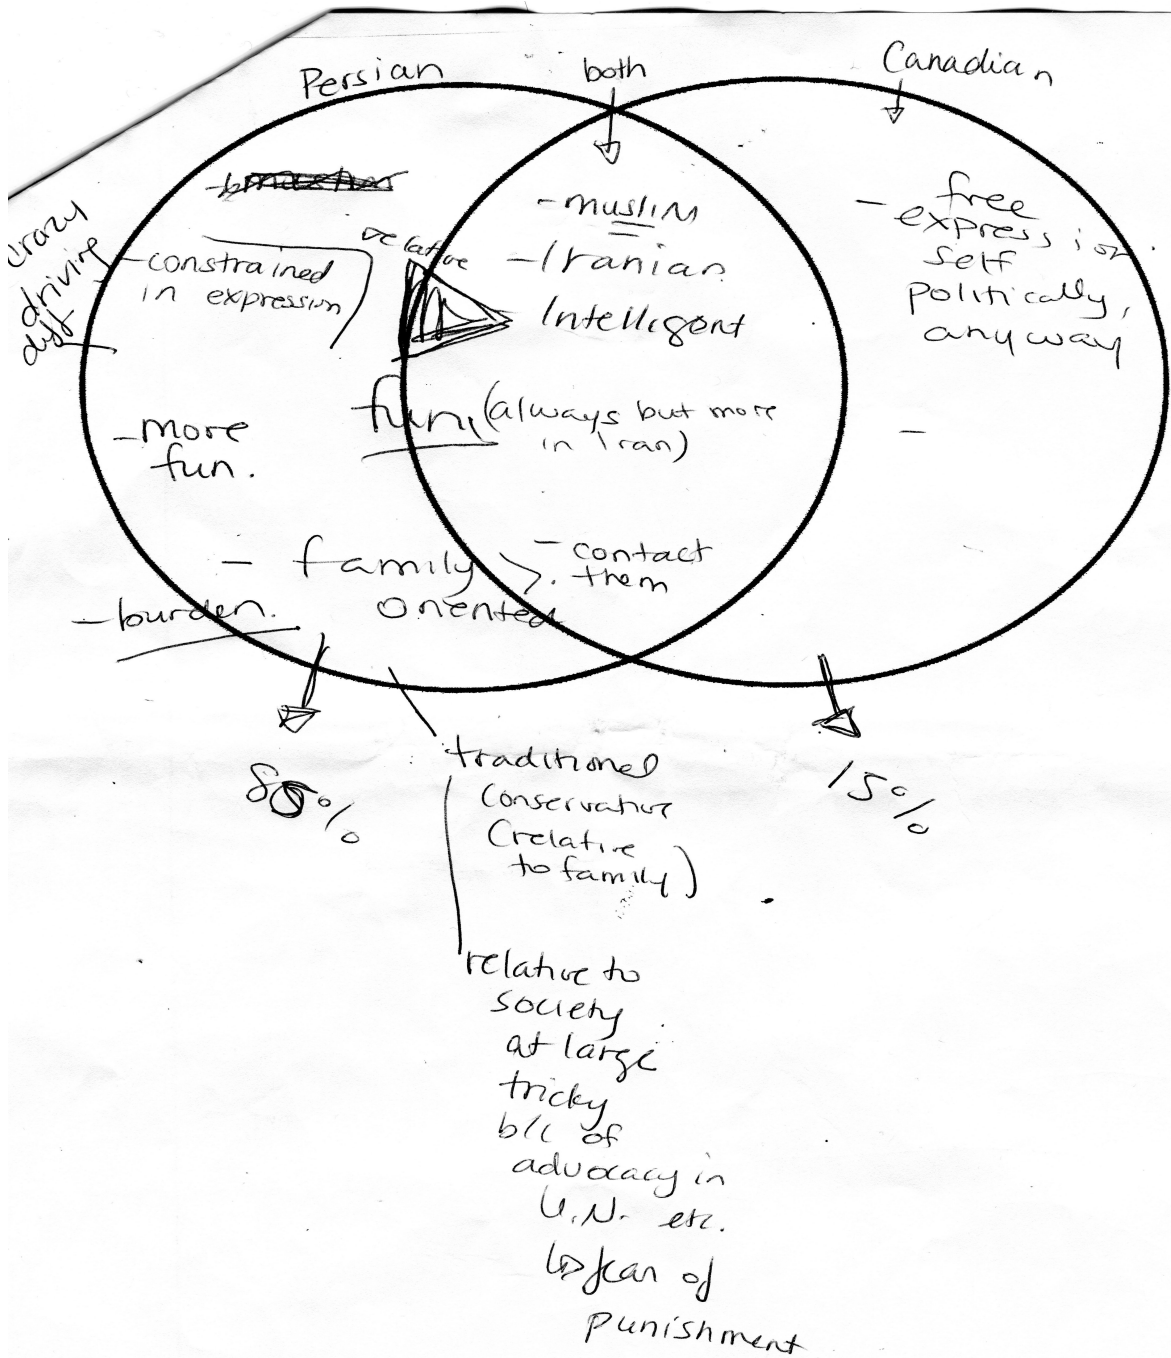 Persian
both
Canadian
- muslim
- Iranian
Intelligent
relative
- constrained
in expression
crazy
driving
- free
expression
self
politically,
anyway
fun, (always but more
in Iran)
- more
fun.
-
- family
oriented
- contact
them
- burden.
15%
traditional
conservative
(relative
to family)
relative to
society
at large
tricky
b/c of
advocacy in
U.N. etc.
↳ fear of
punishment